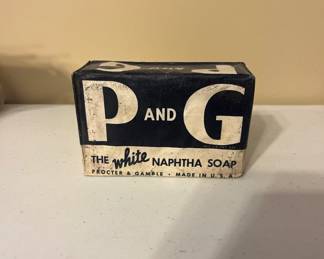 P AND G
THE white NAPHTHA SOAP
PROCTER & GAMBLE • MADE IN U.S.A.